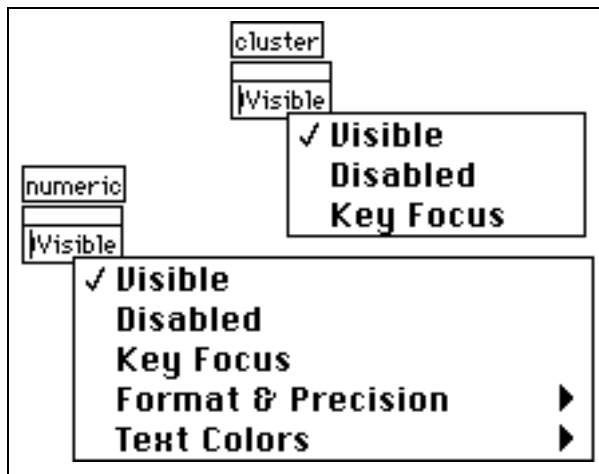 cluster
Visible
✓ Visible
Disabled
Key Focus
numeric
Visible
✓ Visible
Disabled
Key Focus
Format & Precision ▶
Text Colors ▶